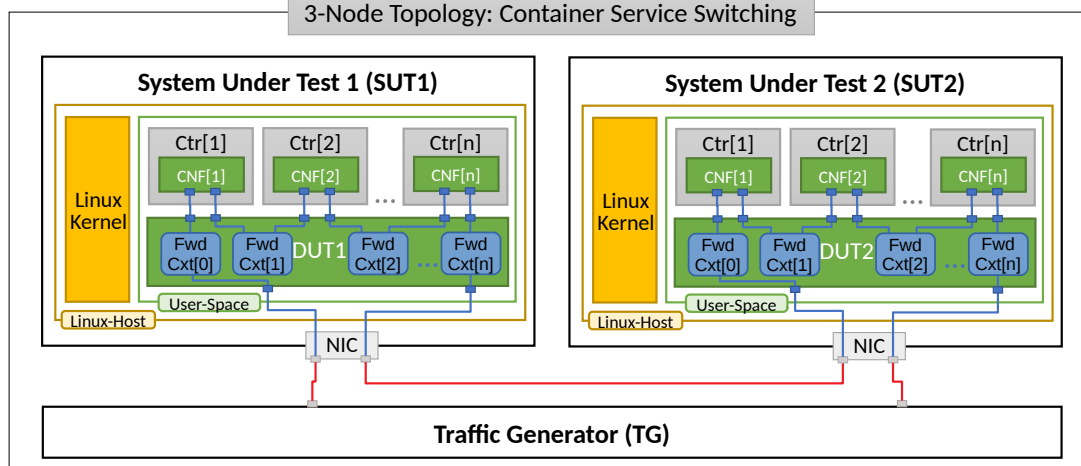 3-Node Topology: Container Service Switching
System Under Test 1 (SUT1)
Linux
Kernel
Ctr[1]
CNF[1]
Ctr[2]
CNF[2]
...
Ctr[n]
CNF[n]
DUT1
Fwd
Cxt[0]
Fwd
Cxt[1]
Fwd
Cxt[2]
...
Fwd
Cxt[n]
User-Space
Linux-Host
NIC
System Under Test 2 (SUT2)
Linux
Kernel
Ctr[1]
CNF[1]
Ctr[2]
CNF[2]
...
Ctr[n]
CNF[n]
DUT2
Fwd
Cxt[0]
Fwd
Cxt[1]
Fwd
Cxt[2]
...
Fwd
Cxt[n]
User-Space
Linux-Host
NIC
Traffic Generator (TG)